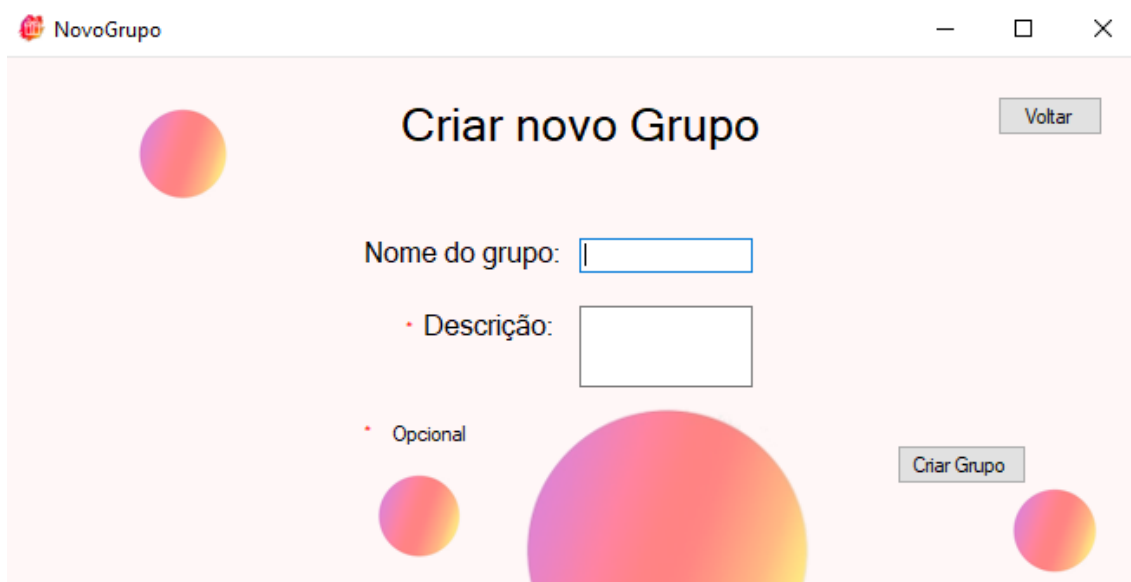 NovoGrupo
Criar novo Grupo
Voltar
Nome do grupo:
* Descrição:
* Opcional
Criar Grupo